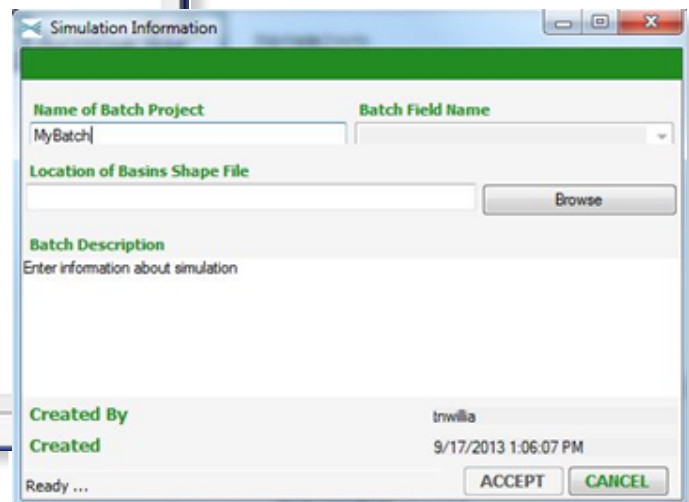 Simulation Information
Name of Batch Project Batch Field Name
MyBatch
Location of Basins Shape File
Browse
Batch Description
Enter information about simulation
Created By tnwillia
Created 9/17/2013 1:06:07 PM
Ready ... ACCEPT CANCEL